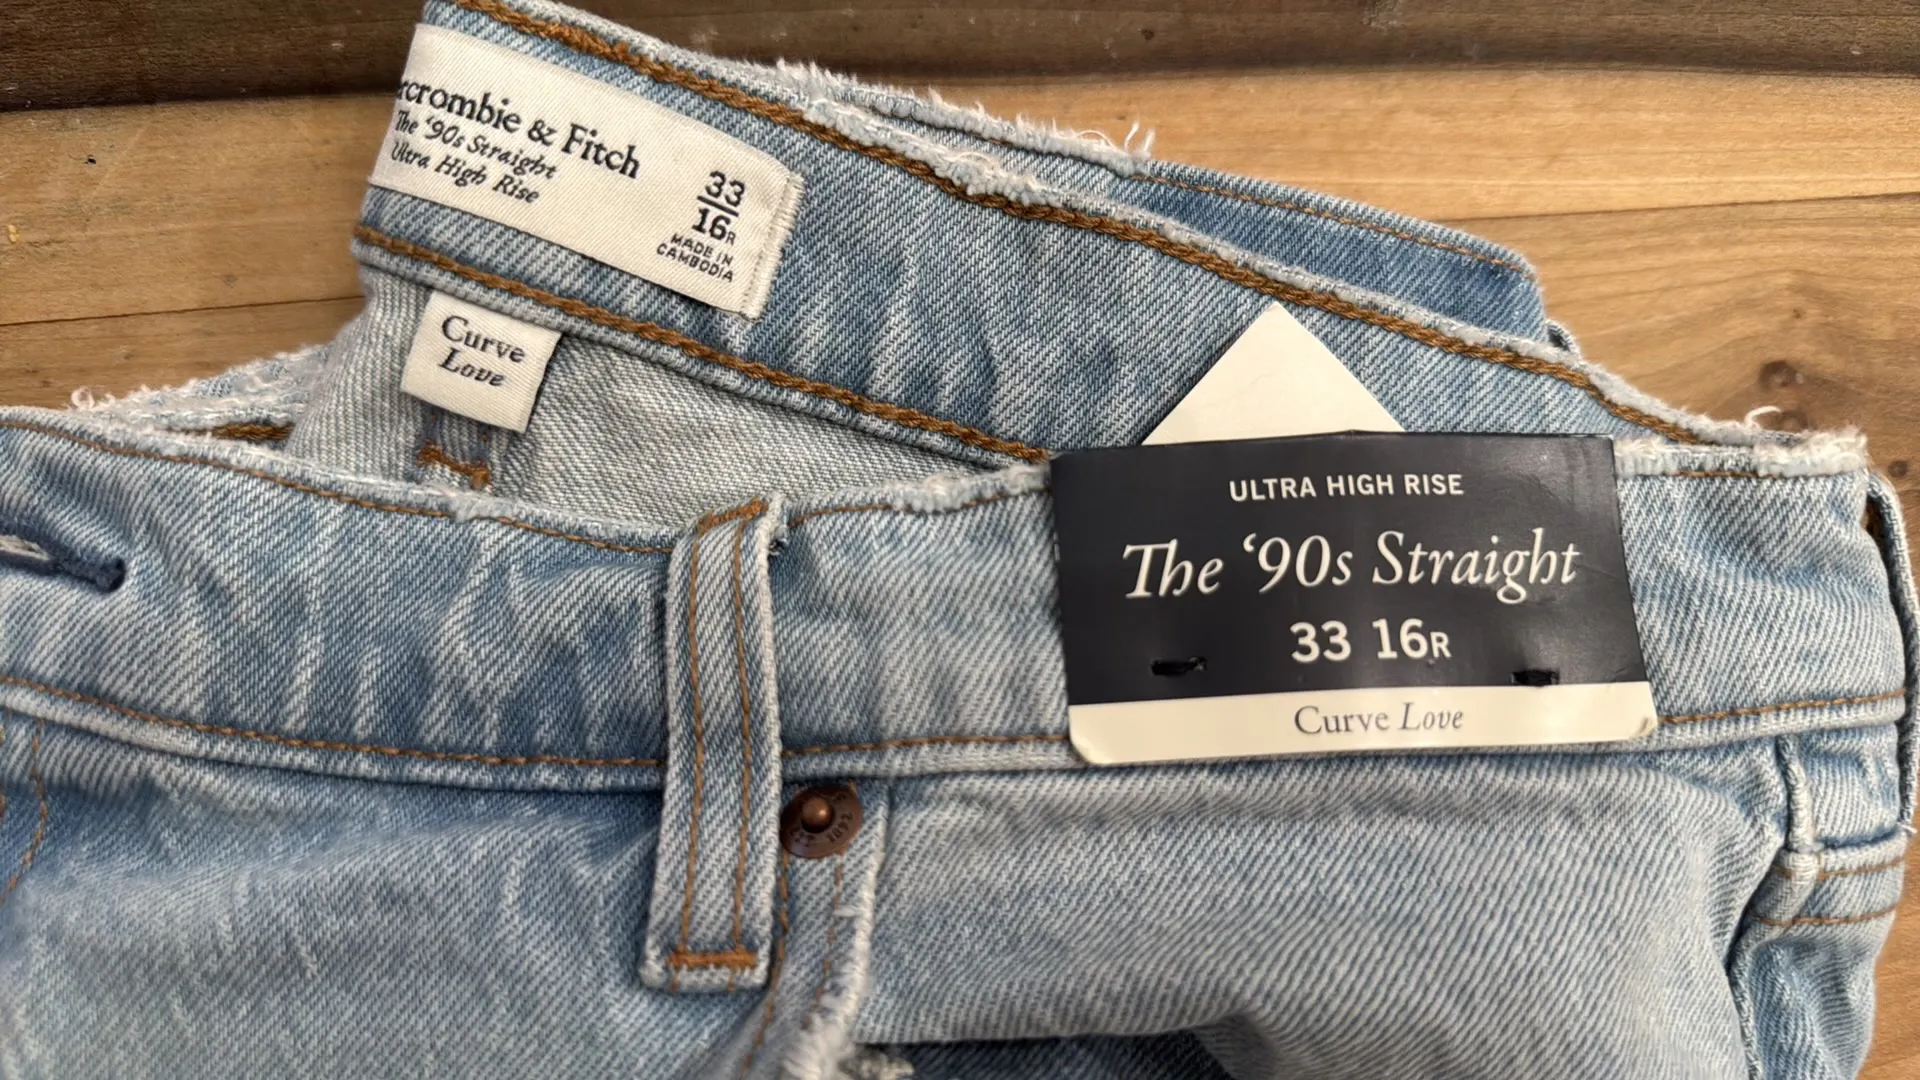 rcrombie & Fitch
The ‘90s Straight
Ultra High Rise
33
16R
MADE IN
CAMBODIA
Curve
Love
ULTRA HIGH RISE
The ‘90s Straight
33 16R
Curve Love
1892